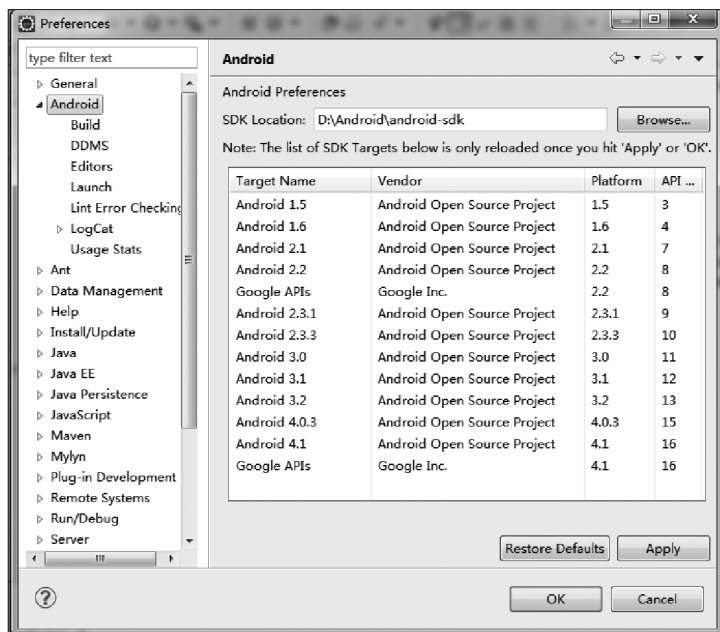 Preferences
type filter text
General
Android
Build
DDMS
Editors
Launch
Lint Error Checking
LogCat
Usage Stats
Ant
Data Management
Help
Install/Update
Java
Java EE
Java Persistence
JavaScript
Maven
Mylyn
Plug-in Development
Remote Systems
Run/Debug
Server
Android
Android Preferences
SDK Location: D:\Android\android-sdk Browse...
Note: The list of SDK Targets below is only reloaded once you hit 'Apply' or 'OK'.
Target Name Vendor Platform API ...
Android 1.5 Android Open Source Project 1.5 3
Android 1.6 Android Open Source Project 1.6 4
Android 2.1 Android Open Source Project 2.1 7
Android 2.2 Android Open Source Project 2.2 8
Google APIs Google Inc. 2.2 8
Android 2.3.1 Android Open Source Project 2.3.1 9
Android 2.3.3 Android Open Source Project 2.3.3 10
Android 3.0 Android Open Source Project 3.0 11
Android 3.1 Android Open Source Project 3.1 12
Android 3.2 Android Open Source Project 3.2 13
Android 4.0.3 Android Open Source Project 4.0.3 15
Android 4.1 Android Open Source Project 4.1 16
Google APIs Google Inc. 4.1 16
Restore Defaults Apply
OK Cancel